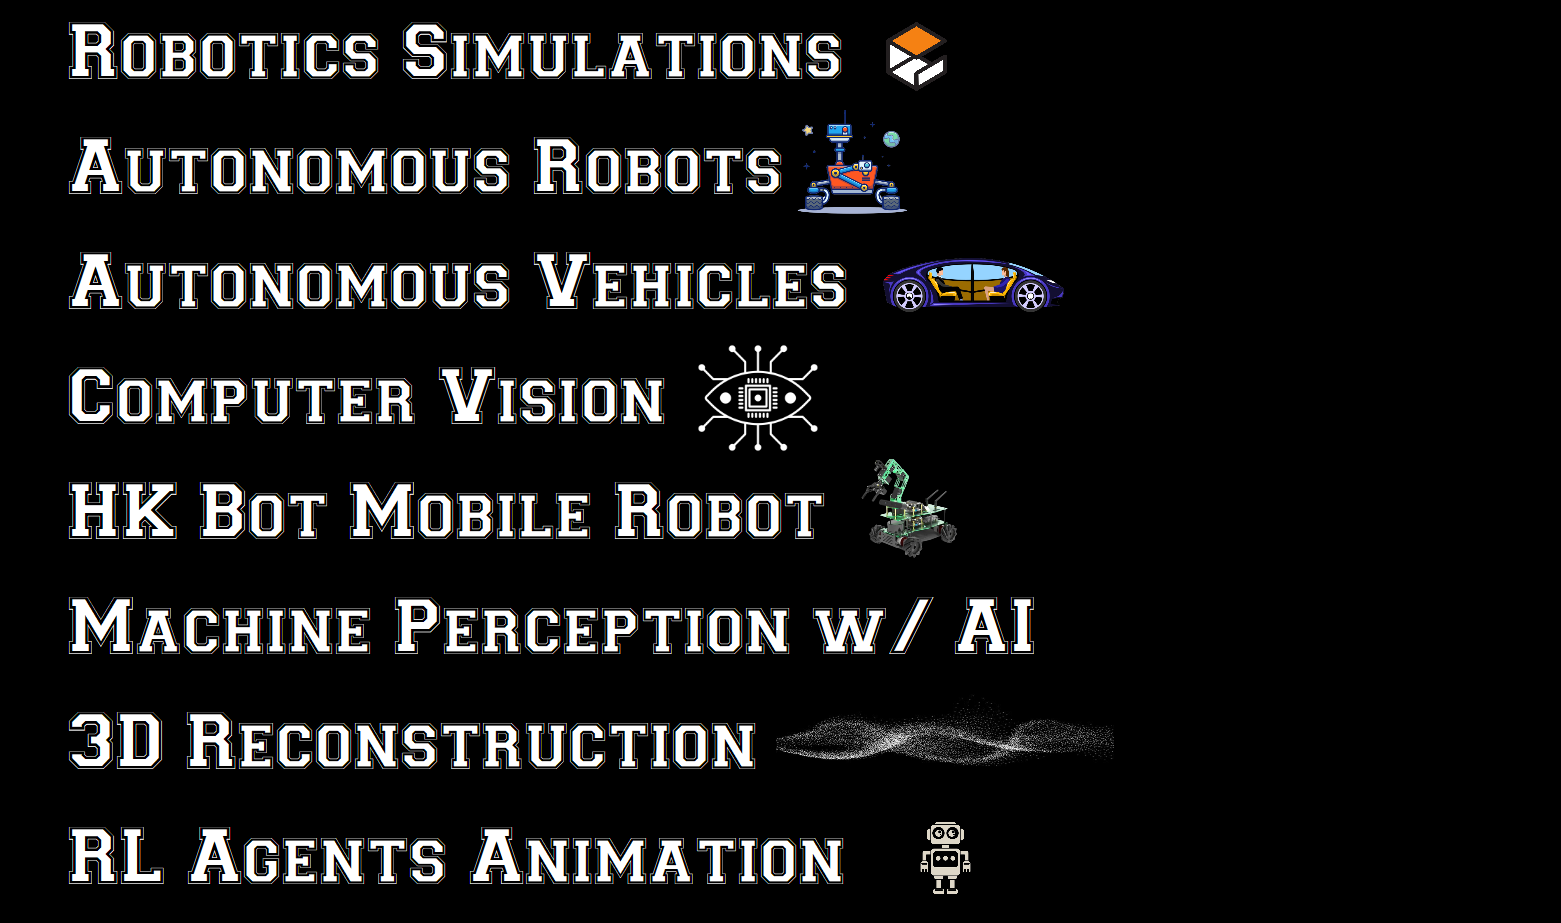 Robotics Simulations
Autonomous Robots
Autonomous Vehicles
Computer Vision
HK Bot Mobile Robot
Machine Perception w/ AI
3D Reconstruction
RL Agents Animation